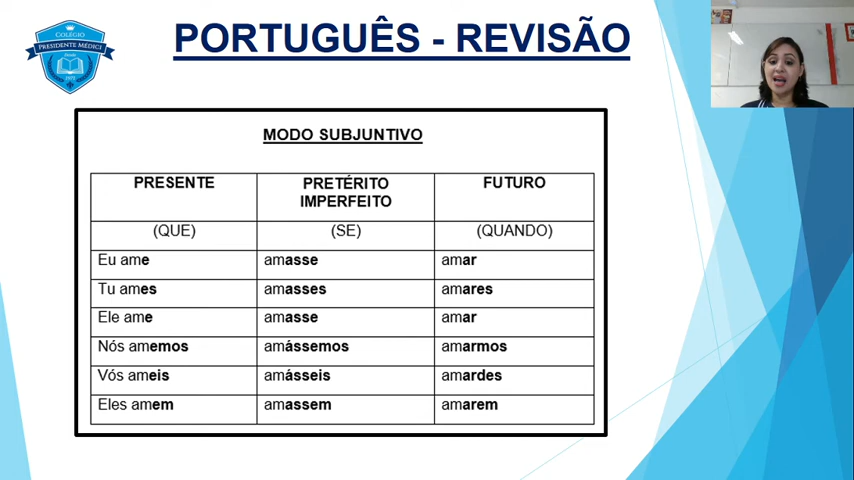 COLÉGIO
PRESIDENTE MÉDICI
PORTUGUÊS - REVISÃO
MODO SUBJUNTIVO
PRESENTE PRETÉRITO IMPERFEITO FUTURO
(QUE) (SE) (QUANDO)
Eu ame amasse amar
Tu ames amasses amares
Ele ame amasse amar
Nós amemos amássemos amarmos
Vós ameis amásseis amardes
Eles amem amassem amarem